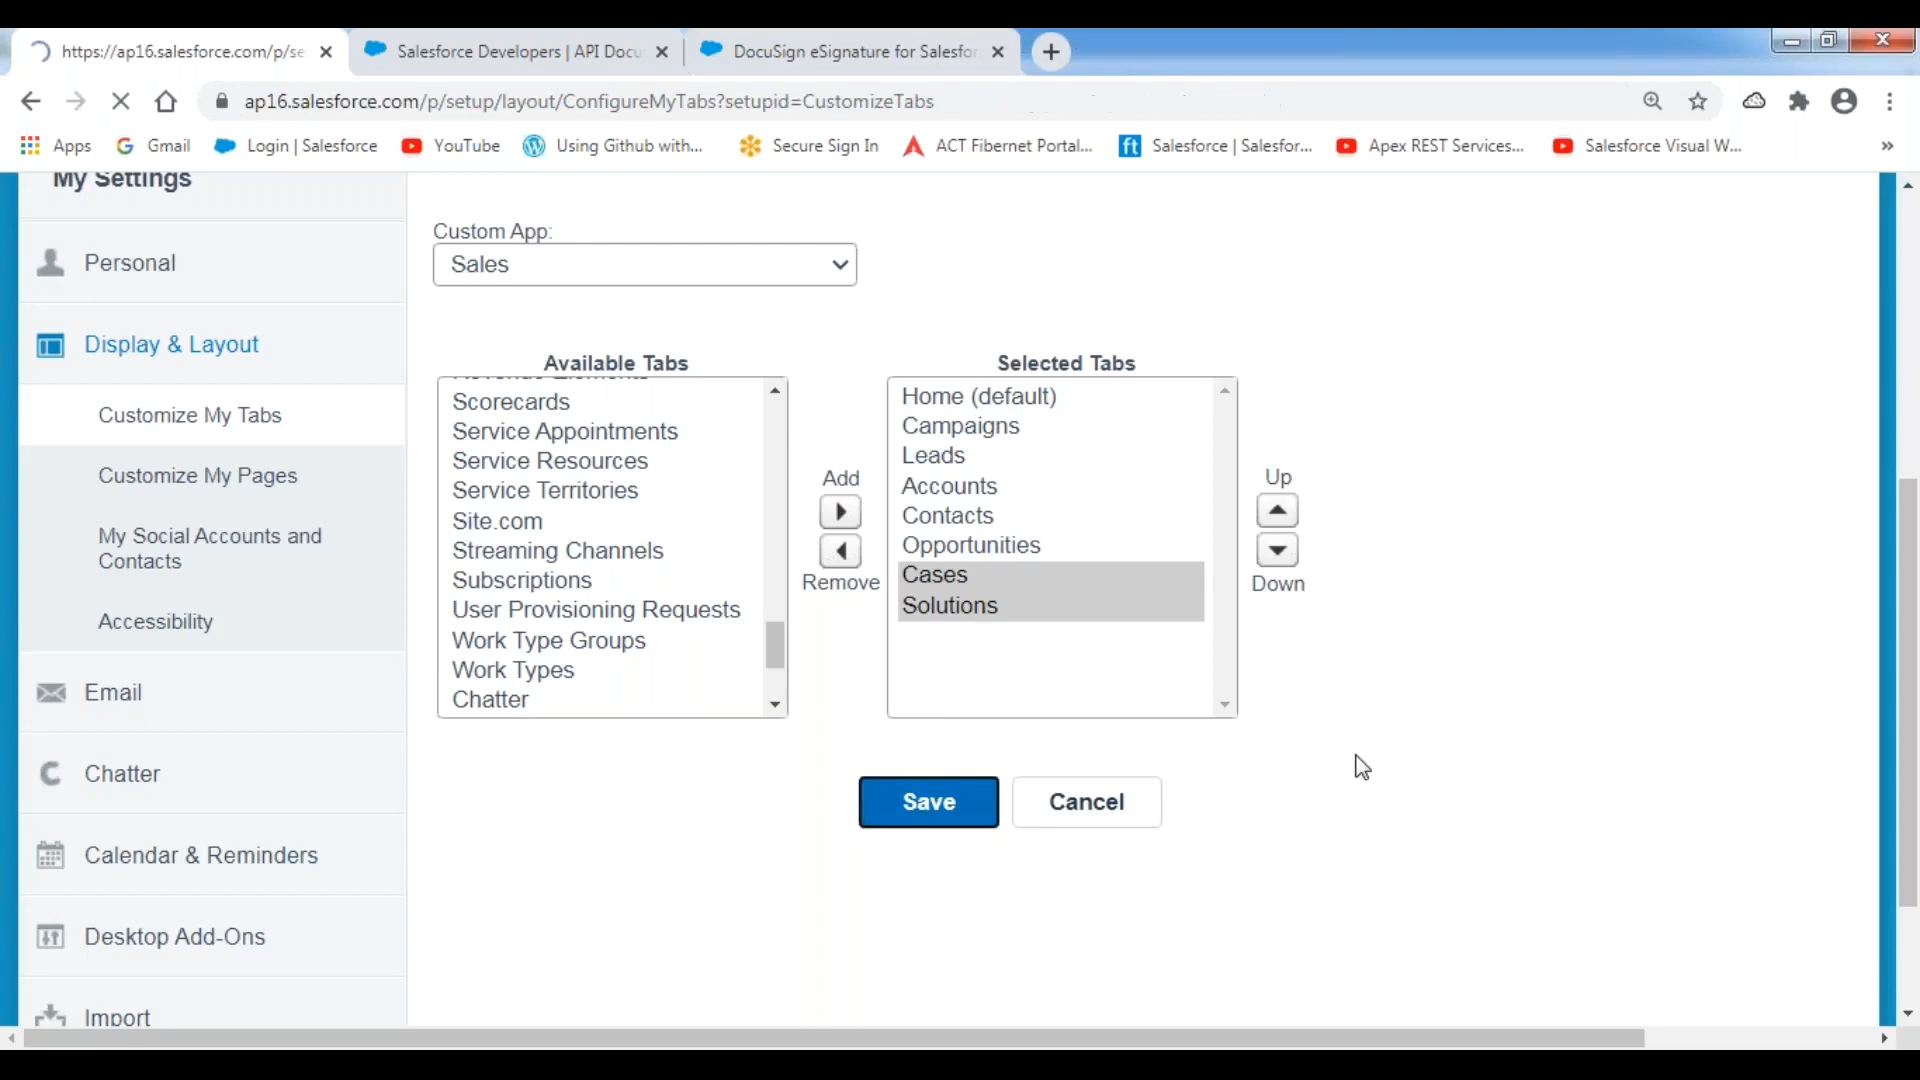 https://ap16.salesforce.com/p/se
Salesforce Developers | API Docu
DocuSign eSignature for Salesfor
ap16.salesforce.com/p/setup/layout/ConfigureMyTabs?setupid=CustomizeTabs
Apps
Gmail
Login | Salesforce
YouTube
Using Github with...
Secure Sign In
ACT Fibernet Portal...
ft
Salesforce | Salesfor...
Apex REST Services...
Salesforce Visual W...
»
My Settings
Personal
Display & Layout
Customize My Tabs
Customize My Pages
My Social Accounts and
Contacts
Accessibility
Email
Chatter
Calendar & Reminders
Desktop Add-Ons
Import
Custom App:
Sales
Available Tabs
Revenue Elements
Scorecards
Service Appointments
Service Resources
Service Territories
Site.com
Streaming Channels
Subscriptions
User Provisioning Requests
Work Type Groups
Work Types
Chatter
Add
Remove
Selected Tabs
Home (default)
Campaigns
Leads
Accounts
Contacts
Opportunities
Cases
Solutions
Up
Down
Save
Cancel